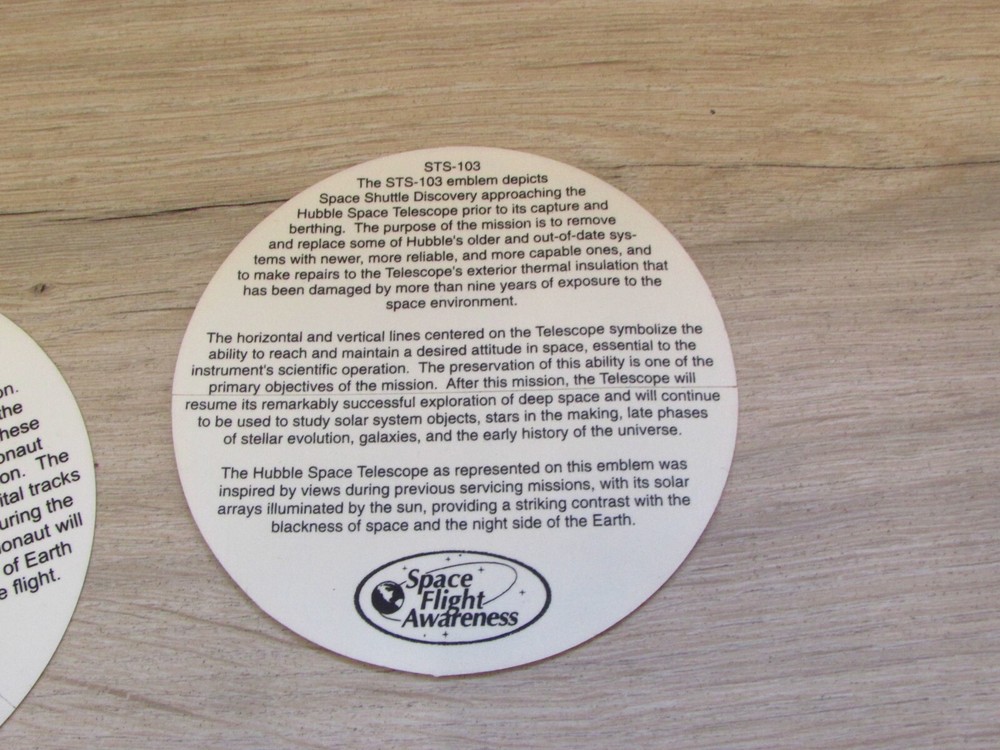 STS-103
The STS-103 emblem depicts
Space Shuttle Discovery approaching the
Hubble Space Telescope prior to its capture and
berthing.  The purpose of the mission is to remove
and replace some of Hubble's older and out-of-date sys-
tems with newer, more reliable, and more capable ones, and
to make repairs to the Telescope's exterior thermal insulation that
has been damaged by more than nine years of exposure to the
space environment.
The horizontal and vertical lines centered on the Telescope symbolize the
ability to reach and maintain a desired attitude in space, essential to the
instrument's scientific operation.  The preservation of this ability is one of the
primary objectives of the mission.  After this mission, the Telescope will
resume its remarkably successful exploration of deep space and will continue
to be used to study solar system objects, stars in the making, late phases
of stellar evolution, galaxies, and the early history of the universe.
The Hubble Space Telescope as represented on this emblem was
inspired by views during previous servicing missions, with its solar
arrays illuminated by the sun, providing a striking contrast with the
blackness of space and the night side of the Earth.
Space
Flight
Awareness
on.
the
hese
onaut
on.  The
ital tracks
uring the
onaut will
of Earth
e flight.